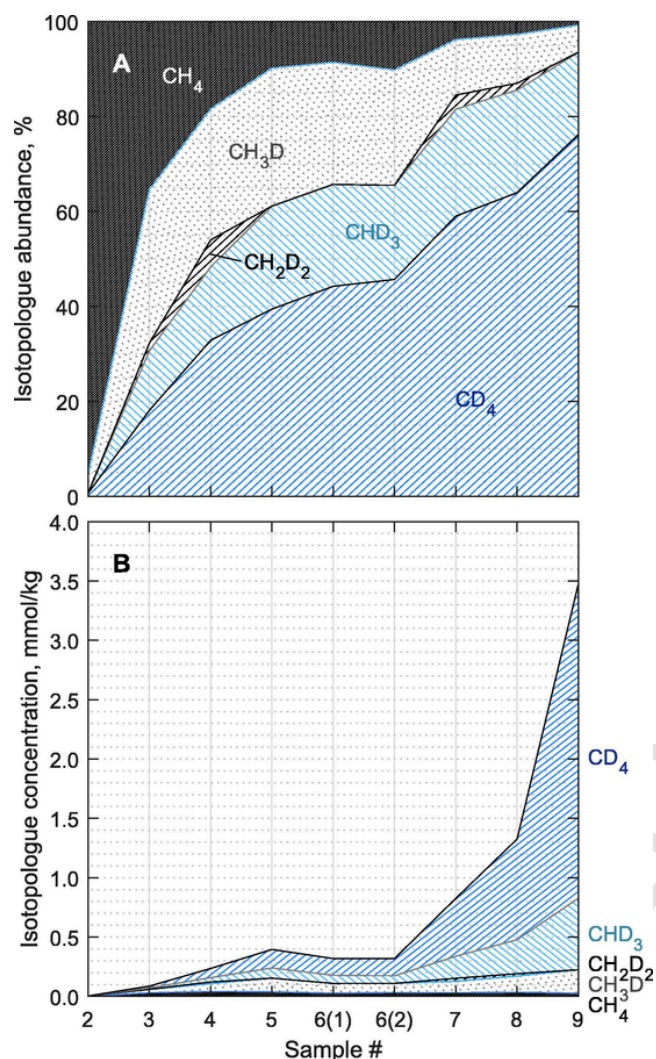 100
80
60
40
20
0
Isotopologue abundance, %
A
CH4
CH3D
CH2D2
CHD3
CD4
4.0
3.5
3.0
2.5
2.0
1.5
1.0
0.5
0.0
Isotopologue concentration, mmol/kg
B
CD4
CHD3
CH2D2
CH3D
CH4
2 3 4 5 6(1) 6(2) 7 8 9
Sample #